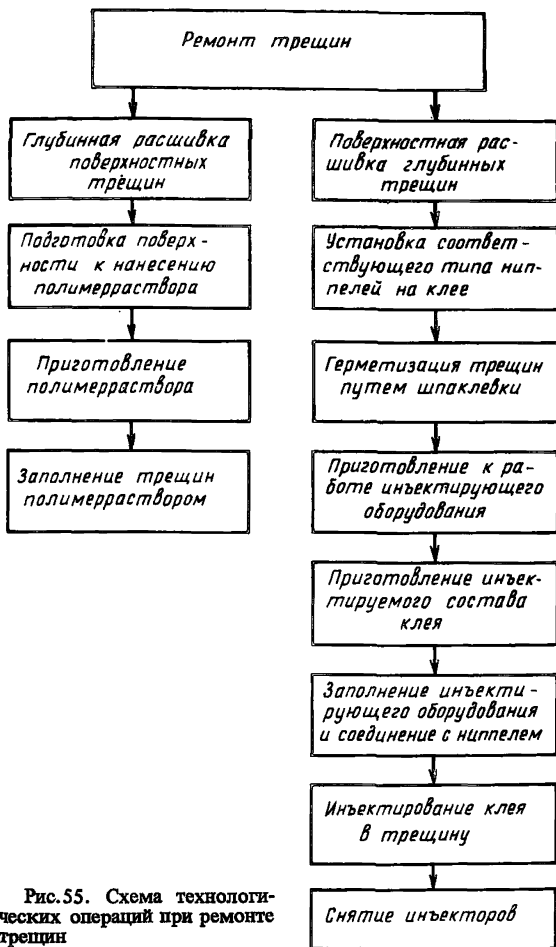 Ремонт трещин
Глубинная расшивка
поверхностных
трещин
Подготовка поверх-
ности к нанесению
полимерраствора
Приготовление
полимерраствора
Заполнение трещин
полимерраствором
Поверхностная рас-
шивка глубинных
трещин
Установка соответ-
ствующего типа нип-
пелей на клее
Герметизация трещин
путем шпаклевки
Приготовление к ра-
боте инъектирующего
оборудования
Приготовление инъек-
тируемого состава
клея
Заполнение инъекти-
рующего оборудования
и соединение с ниппелем
Инъектирование клея
в трещину
Снятие инъекторов
Рис.55. Схема технологи-
ческих операций при ремонте
трещин